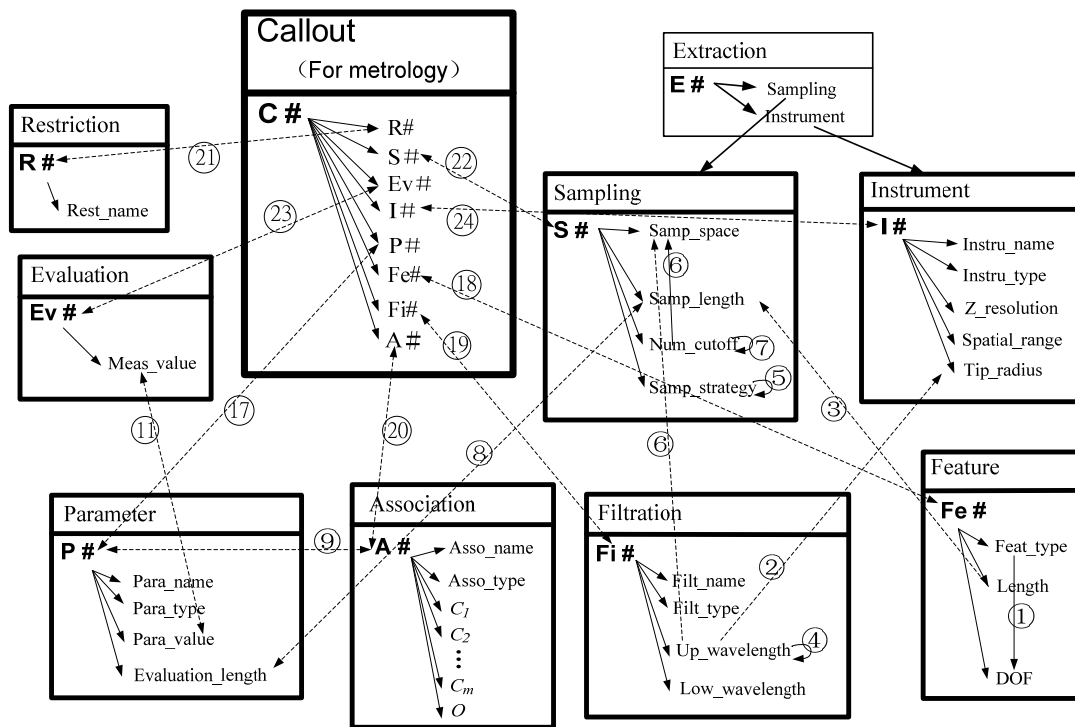 Callout
（For metrology）
C #
R#
S#
Ev#
I#
P#
Fe#
Fi#
A#
Extraction
E #
Sampling
Instrument
Restriction
R #
Rest_name
Evaluation
Ev #
Meas_value
Sampling
S #
Samp_space
Samp_length
Num_cutoff
Samp_strategy
Instrument
I #
Instru_name
Instru_type
Z_resolution
Spatial_range
Tip_radius
Parameter
P #
Para_name
Para_type
Para_value
Evaluation_length
Association
A #
Asso_name
Asso_type
C1
C2
⋮
Cm
O
Filtration
Fi #
Filt_name
Filt_type
Up_wavelength
Low_wavelength
Feature
Fe #
Feat_type
Length
DOF
㉑
㉒
㉓
㉔
⑥
⑱
⑲
⑦
⑤
⑰
⑪
⑳
⑧
⑥
③
⑨
②
④
①